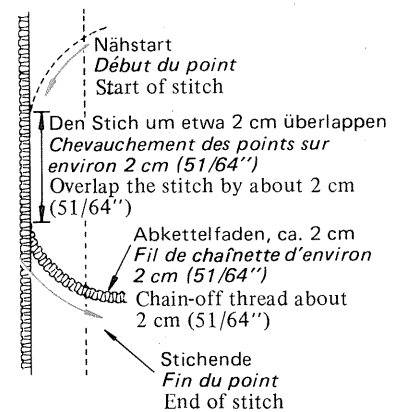 Nähstart
Début du point
Start of stitch
Den Stich um etwa 2 cm überlappen
Chevauchement des points sur
environ 2 cm (51/64'')
Overlap the stitch by about 2 cm
(51/64'')
Abkettelfaden, ca. 2 cm
Fil de chaînette d'environ
2 cm (51/64'')
Chain-off thread about
2 cm (51/64'')
Stichende
Fin du point
End of stitch